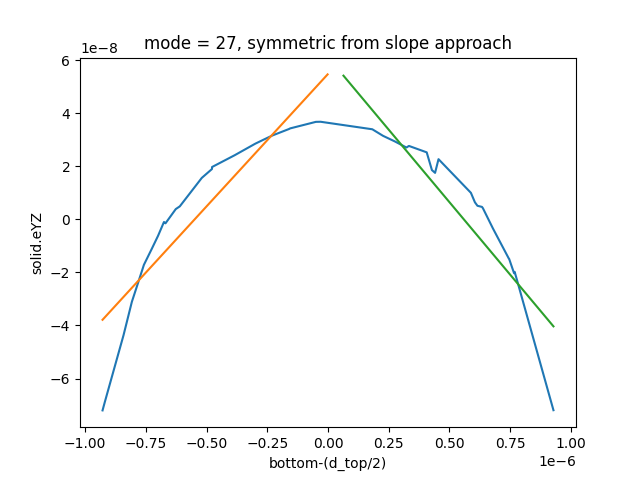 mode = 27, symmetric from slope approach
1e−8
6
4
2
0
−2
−4
−6
solid.eYZ
−1.00 −0.75 −0.50 −0.25 0.00 0.25 0.50 0.75 1.00
bottom-(d_top/2)
1e−6